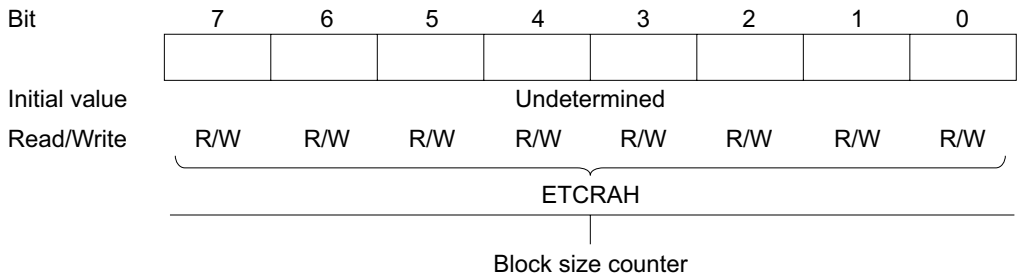 Bit 7 6 5 4 3 2 1 0
Initial value Undetermined
Read/Write R/W R/W R/W R/W R/W R/W R/W R/W
ETCRAH
Block size counter